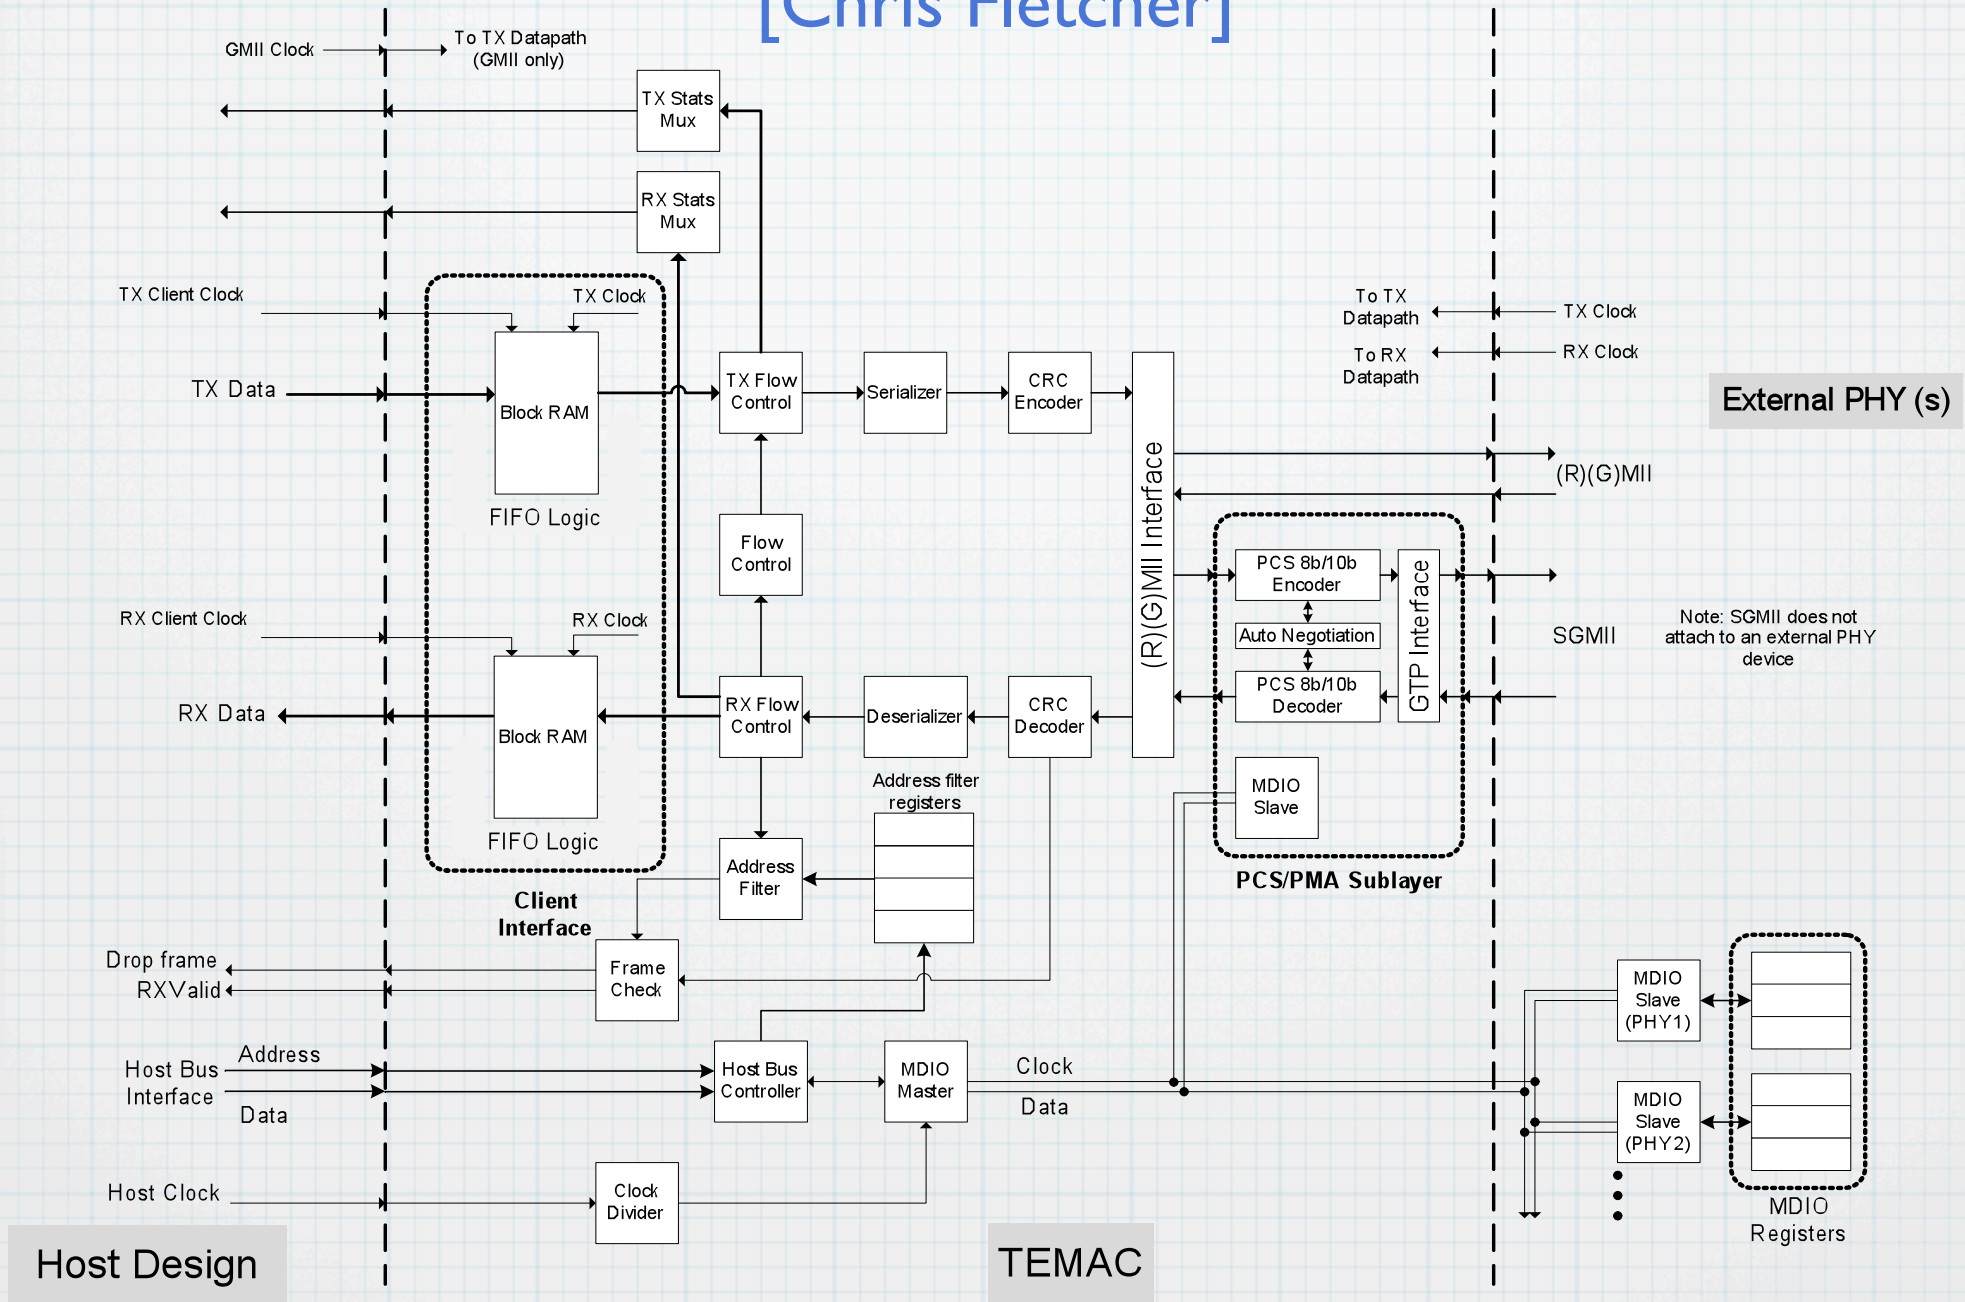 [Chris Fletcher]
GMII Clock
To TX Datapath
(GMII only)
TX Stats
Mux
RX Stats
Mux
TX Client Clock
TX Clock
To TX
Datapath
TX Clock
To RX
Datapath
RX Clock
External PHY (s)
TX Data
Block RAM
FIFO Logic
TX Flow
Control
Serializer
CRC
Encoder
(R)(G)MII Interface
(R)(G)MII
Flow
Control
PCS 8b/10b
Encoder
Auto Negotiation
PCS 8b/10b
Decoder
GTP Interface
SGMII
Note: SGMII does not
attach to an external PHY
device
RX Client Clock
RX Clock
RX Data
Block RAM
FIFO Logic
RX Flow
Control
Deserializer
CRC
Decoder
MDIO
Slave
PCS/PMA Sublayer
Address filter
registers
Address
Filter
Client
Interface
Drop frame
RXValid
Frame
Check
Host Bus
Interface
Address
Data
Host Bus
Controller
MDIO
Master
Clock
Data
MDIO
Slave
(PHY1)
MDIO
Slave
(PHY2)
MDIO
Registers
Host Clock
Clock
Divider
Host Design
TEMAC